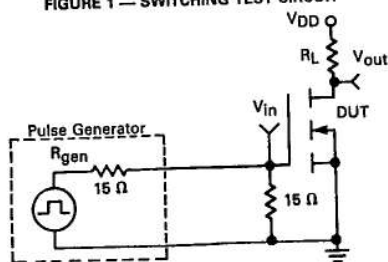 FIGURE 1 — SWITCHING TEST CIRCUIT
VDD
RL
Vout
Vin
DUT
Pulse Generator
Rgen
15 Ω
15 Ω